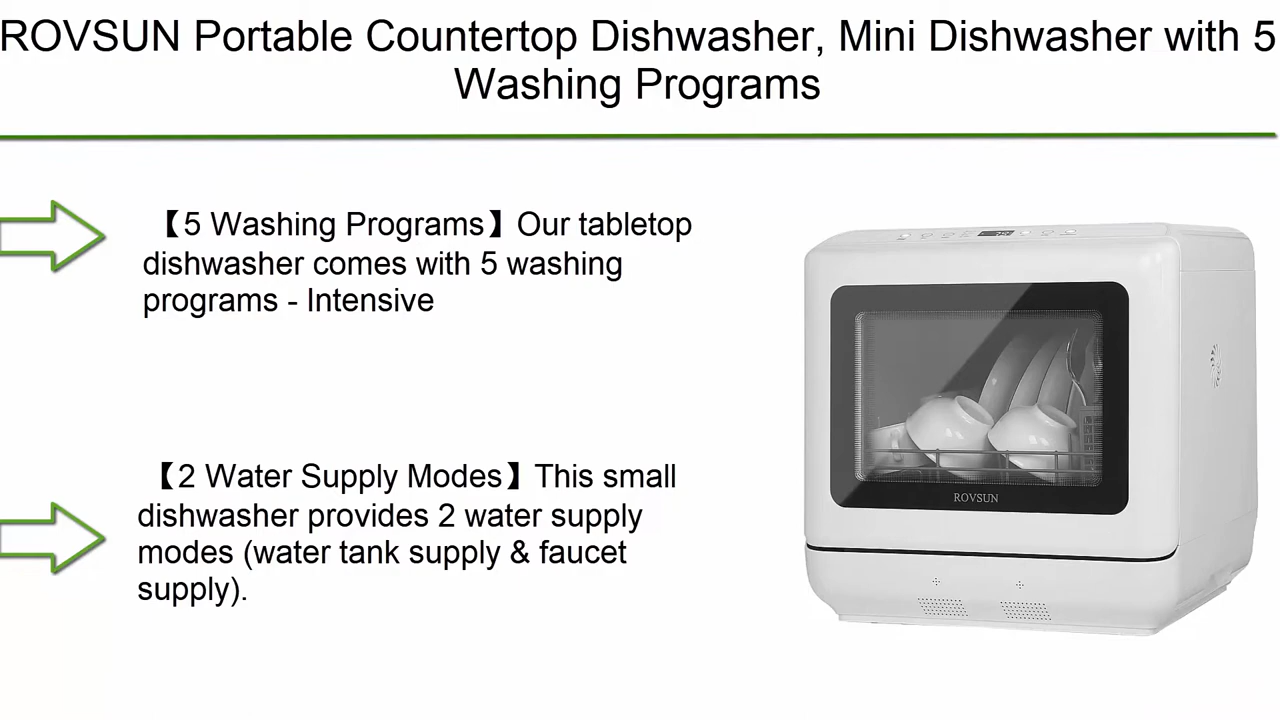 ROVSUN Portable Countertop Dishwasher, Mini Dishwasher with 5
Washing Programs
【5 Washing Programs】Our tabletop
dishwasher comes with 5 washing
programs - Intensive
【2 Water Supply Modes】This small
dishwasher provides 2 water supply
modes (water tank supply & faucet
supply).
ROVSUN